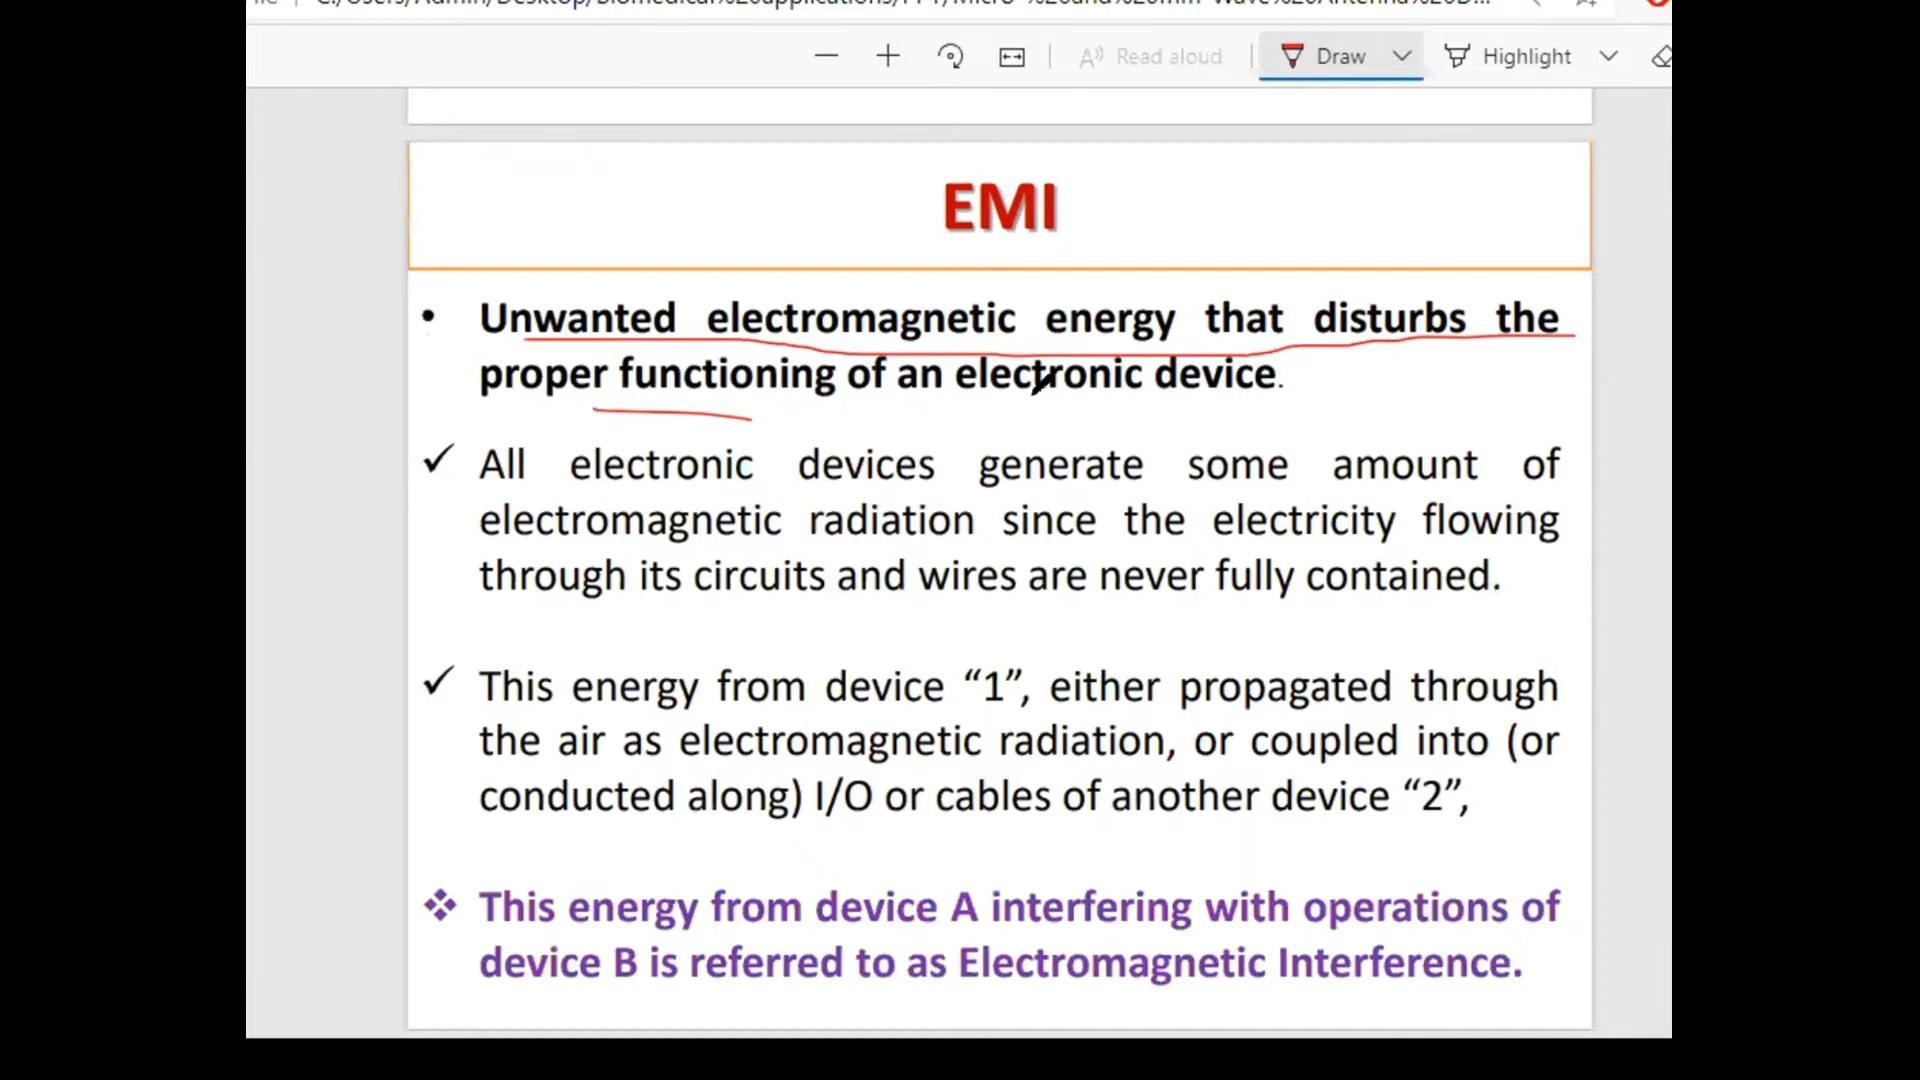 Read aloud
Draw
Highlight
EMI
• Unwanted electromagnetic energy that disturbs the
proper functioning of an electronic device.
✓ All electronic devices generate some amount of
electromagnetic radiation since the electricity flowing
through its circuits and wires are never fully contained.
✓ This energy from device “1”, either propagated through
the air as electromagnetic radiation, or coupled into (or
conducted along) I/O or cables of another device “2”,
❖ This energy from device A interfering with operations of
device B is referred to as Electromagnetic Interference.